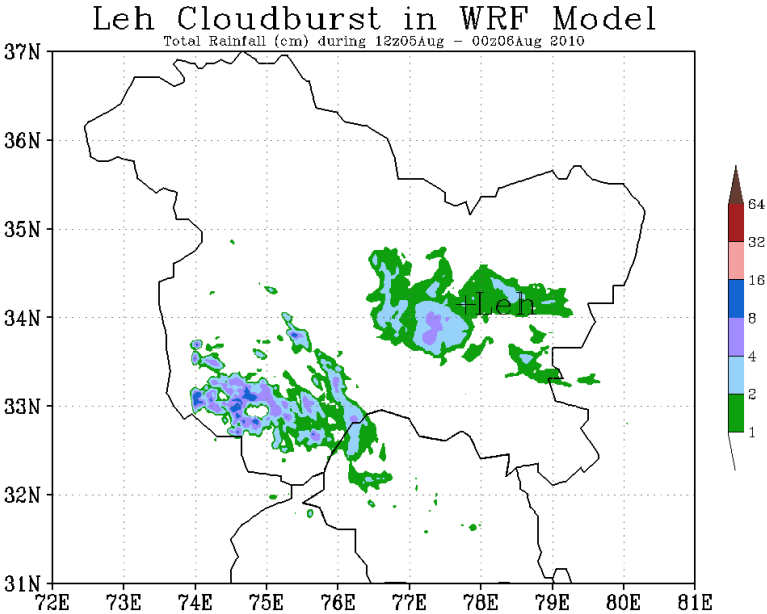 Leh Cloudburst in WRF Model
Total Rainfall (cm) during 12z05Aug - 00z06Aug 2010
37N
36N
35N
34N
33N
32N
31N
+Leh
72E 73E 74E 75E 76E 77E 78E 79E 80E 81E
64
32
16
8
4
2
1